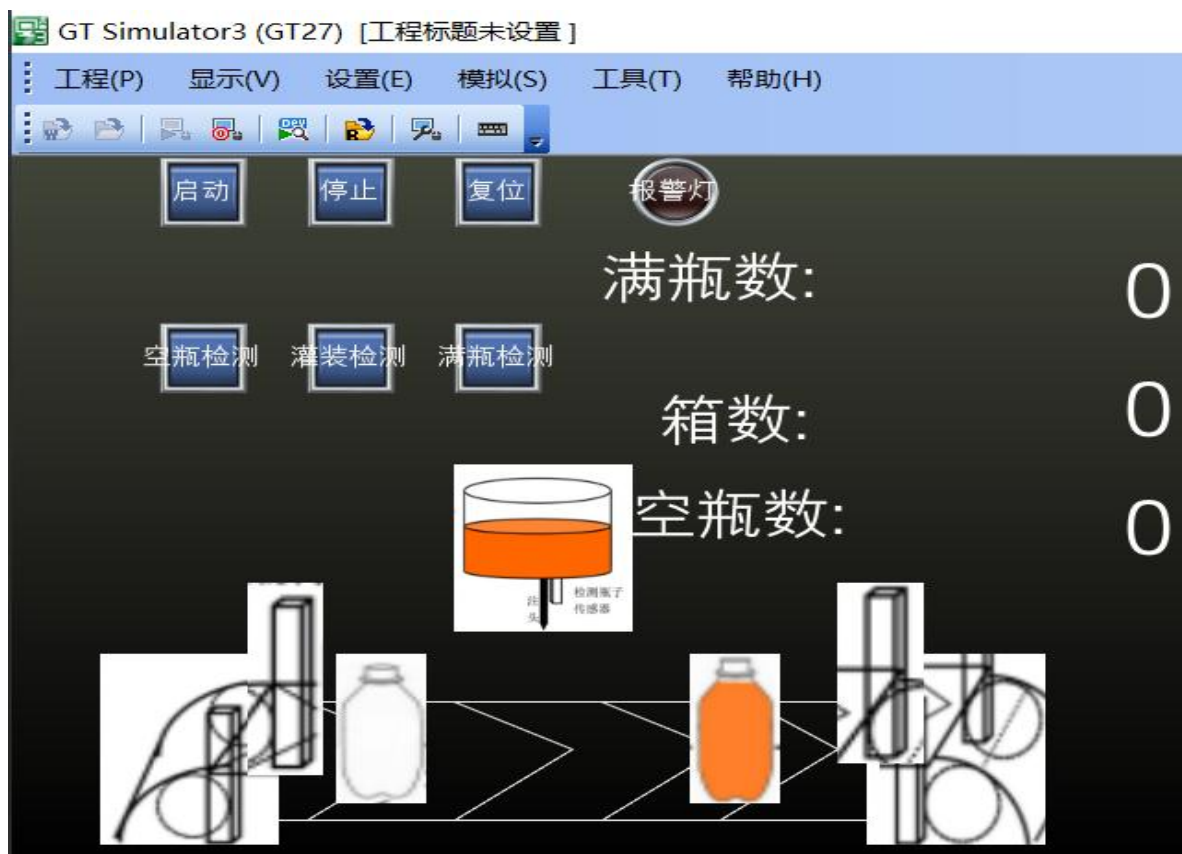 GT Simulator3 (GT27) [工程标题未设置 ]
工程(P) 显示(V) 设置(E) 模拟(S) 工具(T) 帮助(H)
启动 停止 复位 报警灯
满瓶数: 0
空瓶检测 灌装检测 满瓶检测
箱数: 0
空瓶数: 0
注头
检测瓶子
传感器